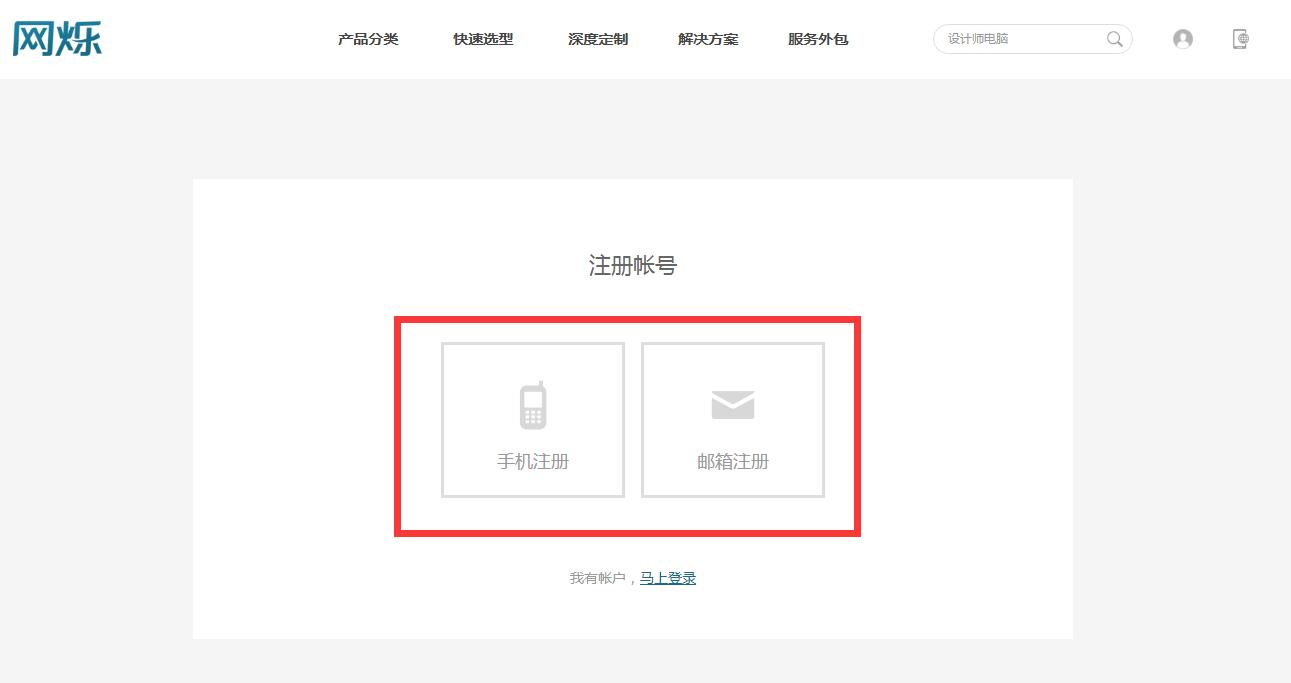 网烁
产品分类 快速选型 深度定制 解决方案 服务外包 设计师电脑
注册帐号
手机注册 邮箱注册
我有帐户，马上登录